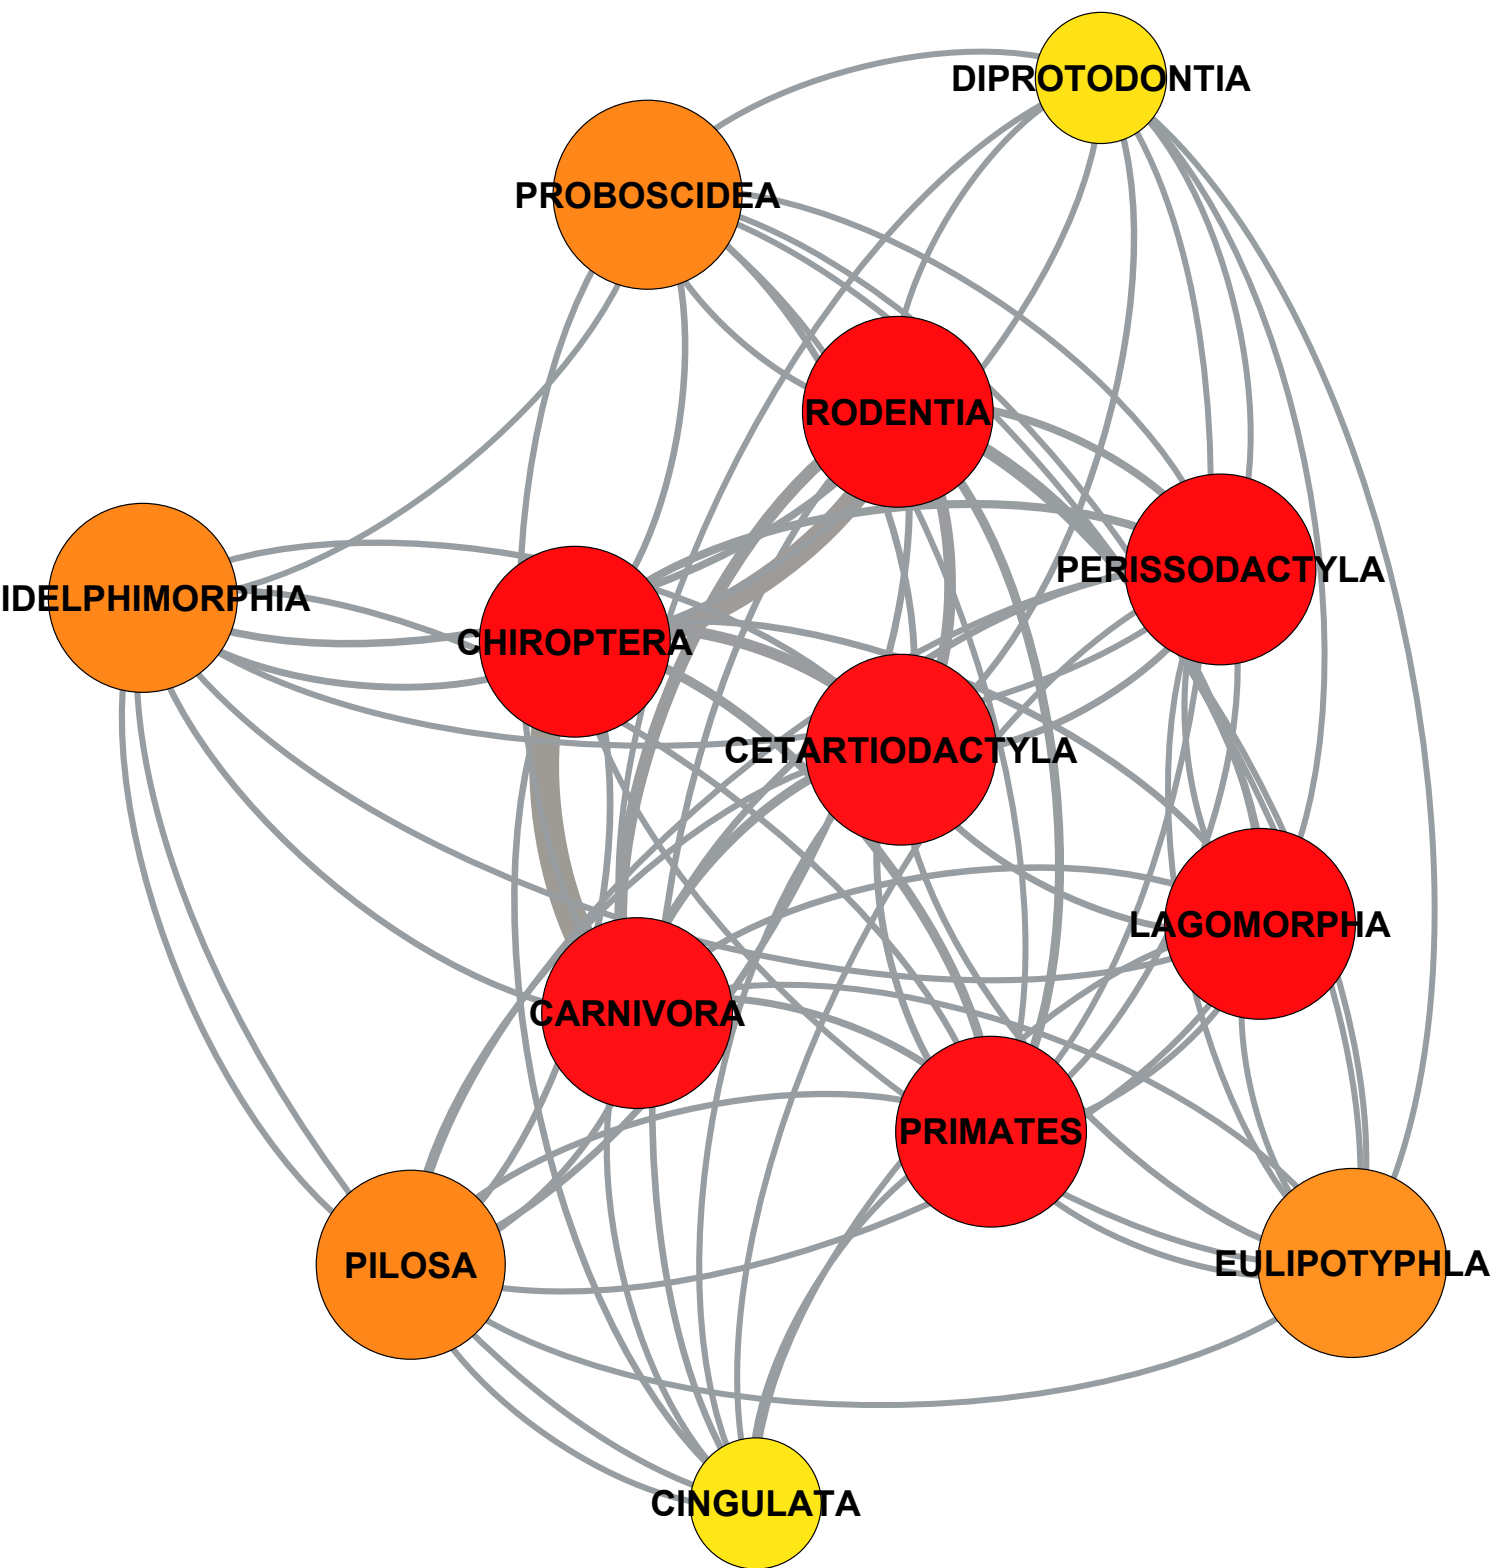 DIPROTODONTIA
PROBOSCIDEA
RODENTIA
PERISSODACTYLA
IDELPHIMORPHIA
CHIROPTERA
CETARTIODACTYLA
LAGOMORPHA
CARNIVORA
PRIMATES
PILOSA
EULIPOTYPHLA
CINGULATA